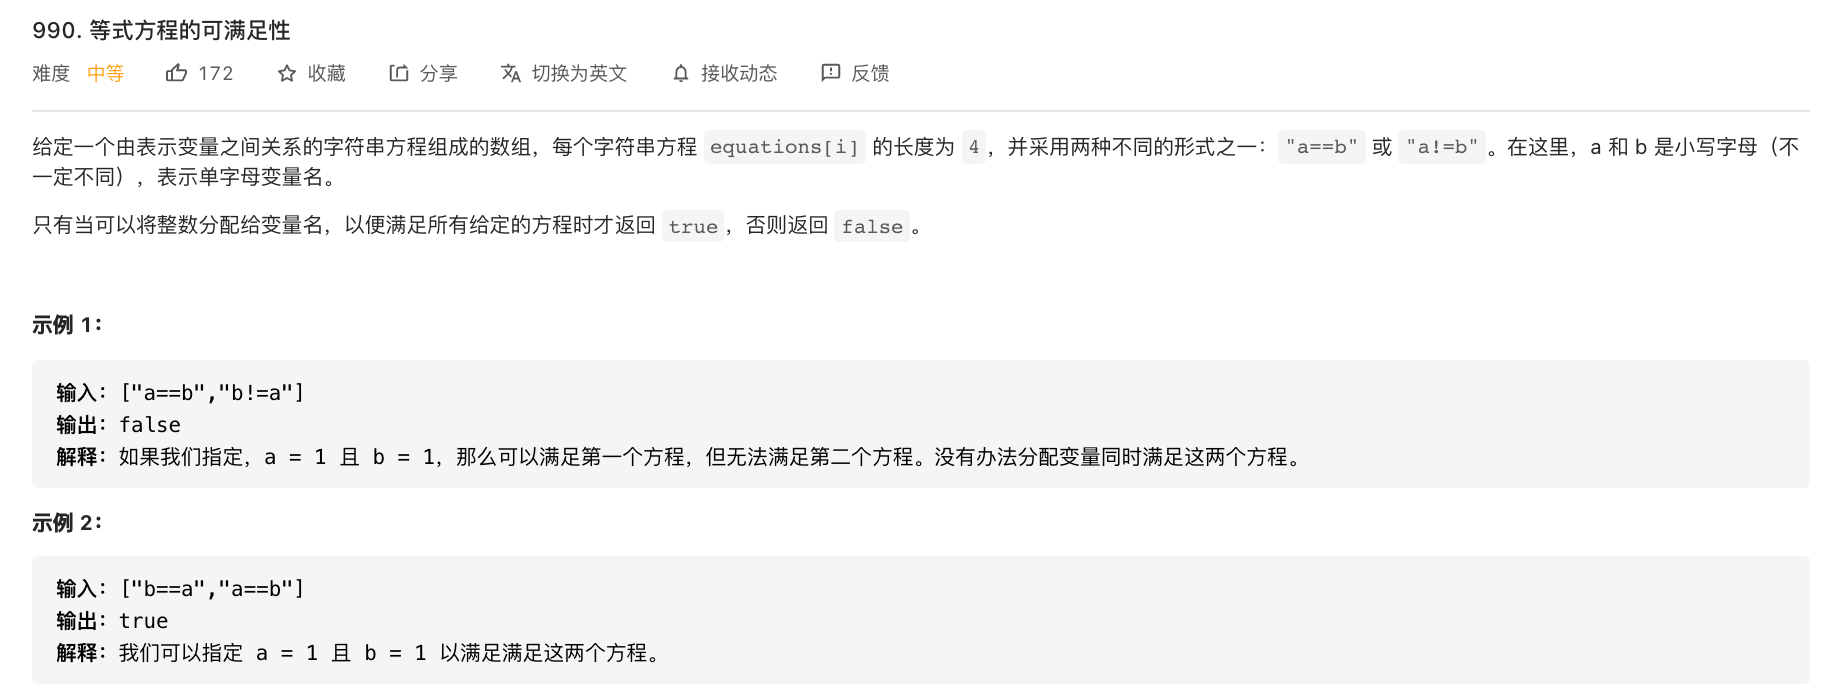 990. 等式方程的可满足性
难度 中等 172 收藏 分享 切换为英文 接收动态 反馈
给定一个由表示变量之间关系的字符串方程组成的数组，每个字符串方程 equations[i] 的长度为 4，并采用两种不同的形式之一："a==b" 或 "a!=b"。在这里，a 和 b 是小写字母（不
一定不同），表示单字母变量名。
只有当可以将整数分配给变量名，以便满足所有给定的方程时才返回 true，否则返回 false。
示例 1：
输入：["a==b","b!=a"]
输出：false
解释：如果我们指定，a = 1 且 b = 1，那么可以满足第一个方程，但无法满足第二个方程。没有办法分配变量同时满足这两个方程。
示例 2：
输入：["b==a","a==b"]
输出：true
解释：我们可以指定 a = 1 且 b = 1 以满足满足这两个方程。